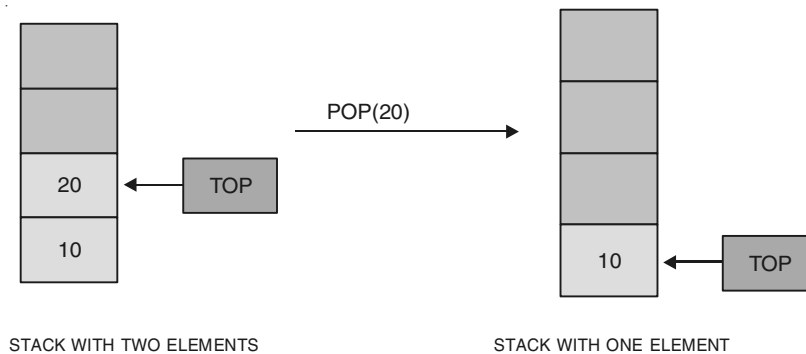 POP(20)
20
TOP
10
10
TOP
STACK WITH TWO ELEMENTS
STACK WITH ONE ELEMENT